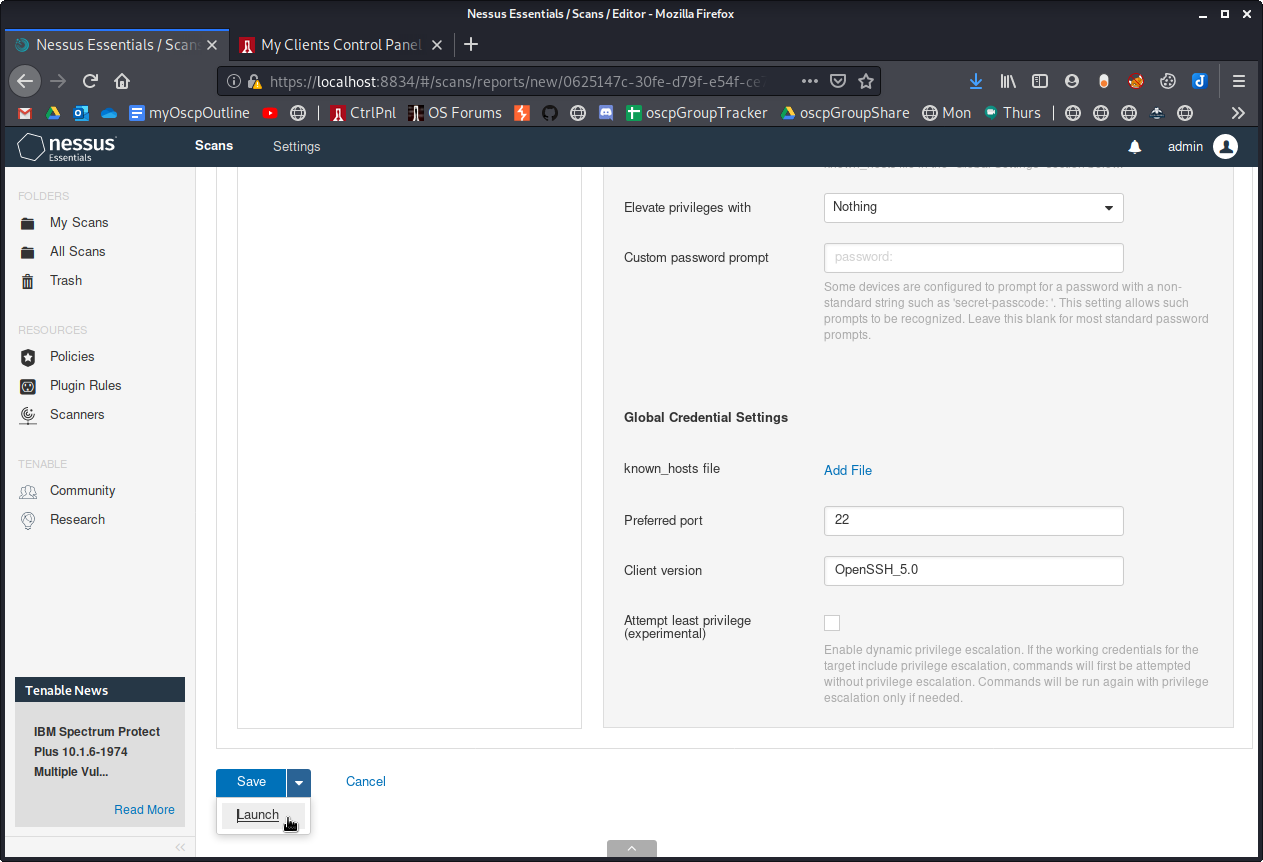 Nessus Essentials / Scans / Editor - Mozilla Firefox
Nessus Essentials / Scans
My Clients Control Panel
https://localhost:8834/#/scans/reports/new/0625147c-30fe-d79f-e54f-ce
myOscpOutline
CtrlPnl
OS Forums
oscpGroupTracker
oscpGroupShare
Mon
Thurs
nessus
Essentials
Scans
Settings
admin
FOLDERS
My Scans
All Scans
Trash
RESOURCES
Policies
Plugin Rules
Scanners
TENABLE
Community
Research
Tenable News
IBM Spectrum Protect
Plus 10.1.6-1974
Multiple Vul...
Read More
Elevate privileges with
Nothing
Custom password prompt
password:
Some devices are configured to prompt for a password with a non-
standard string such as 'secret-passcode: '. This setting allows such
prompts to be recognized. Leave this blank for most standard password
prompts.
Global Credential Settings
known_hosts file
Add File
Preferred port
22
Client version
OpenSSH_5.0
Attempt least privilege
(experimental)
Enable dynamic privilege escalation. If the working credentials for the
target include privilege escalation, commands will first be attempted
without privilege escalation. Commands will be run again with privilege
escalation only if needed.
Save
Cancel
Launch